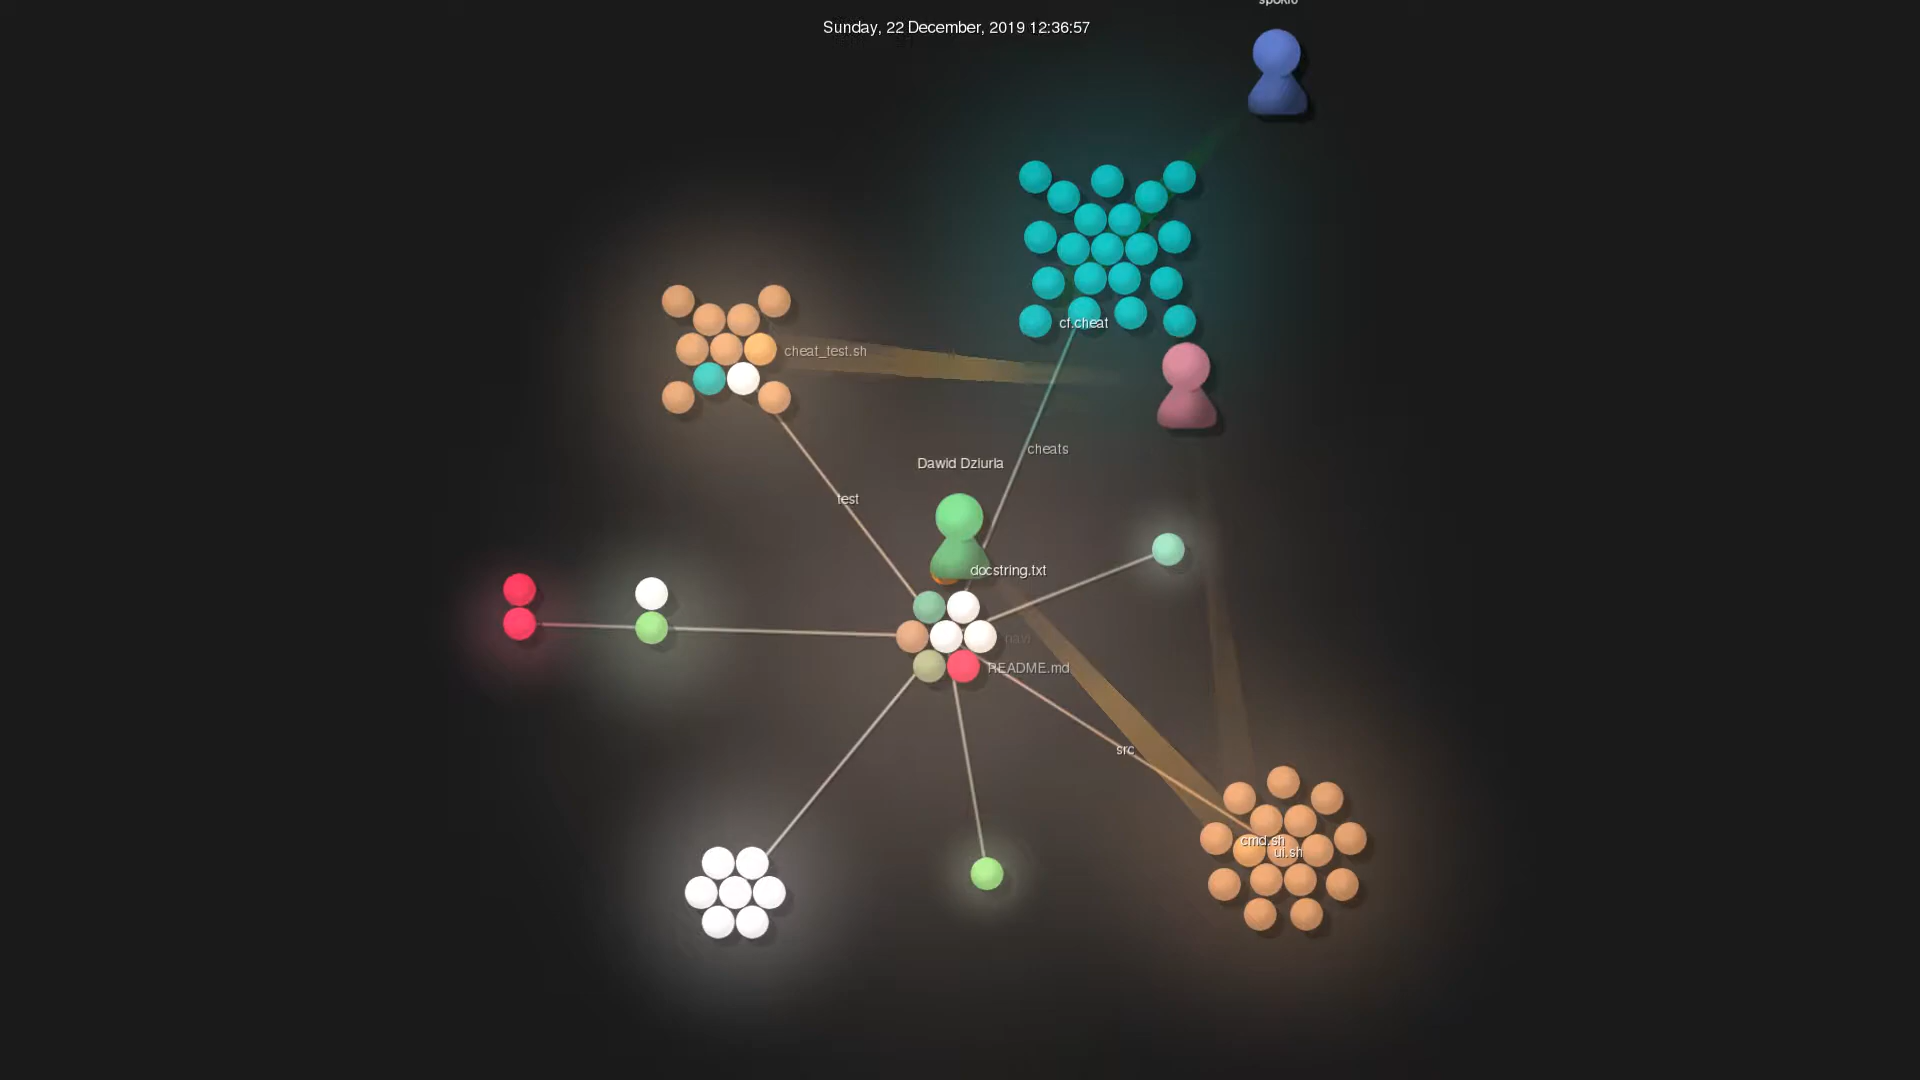 Sunday, 22 December, 2019 12:36:57
cf.cheat
cheat_test.sh
cheats
Dawid Dziurla
test
docstring.txt
navi
README.md
src
cmd.sh
ui.sh